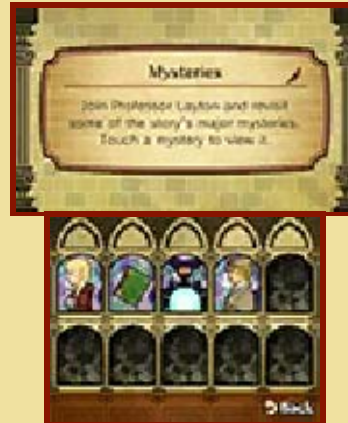 Mysteries
Join Professor Layton and revisit
some of the story's major mysteries.
Touch a mystery to view it.
Back